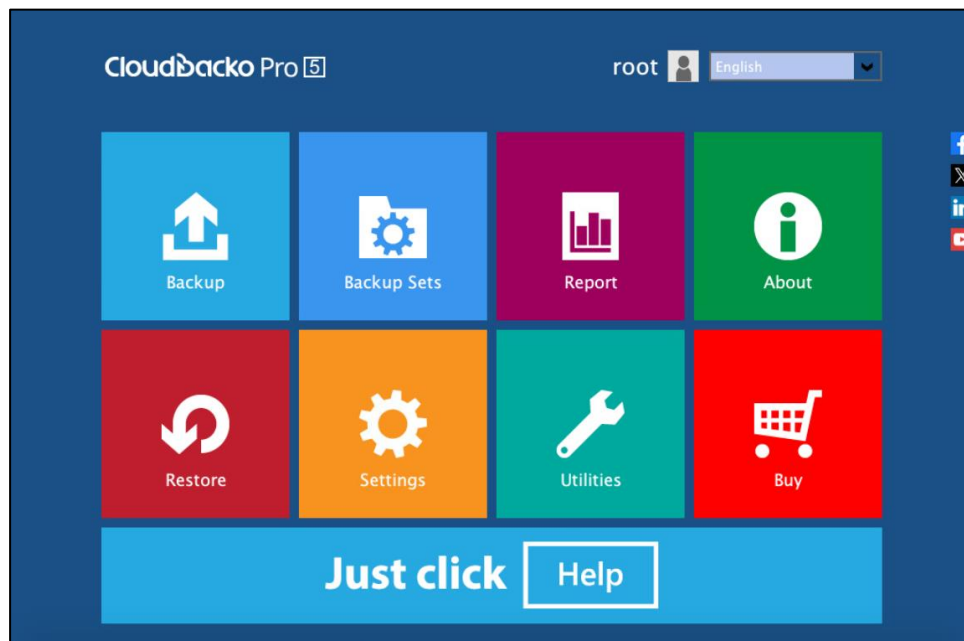 CloudBacko Pro 5
root English
Backup
Backup Sets
Report
About
Restore
Settings
Utilities
Buy
Just click Help